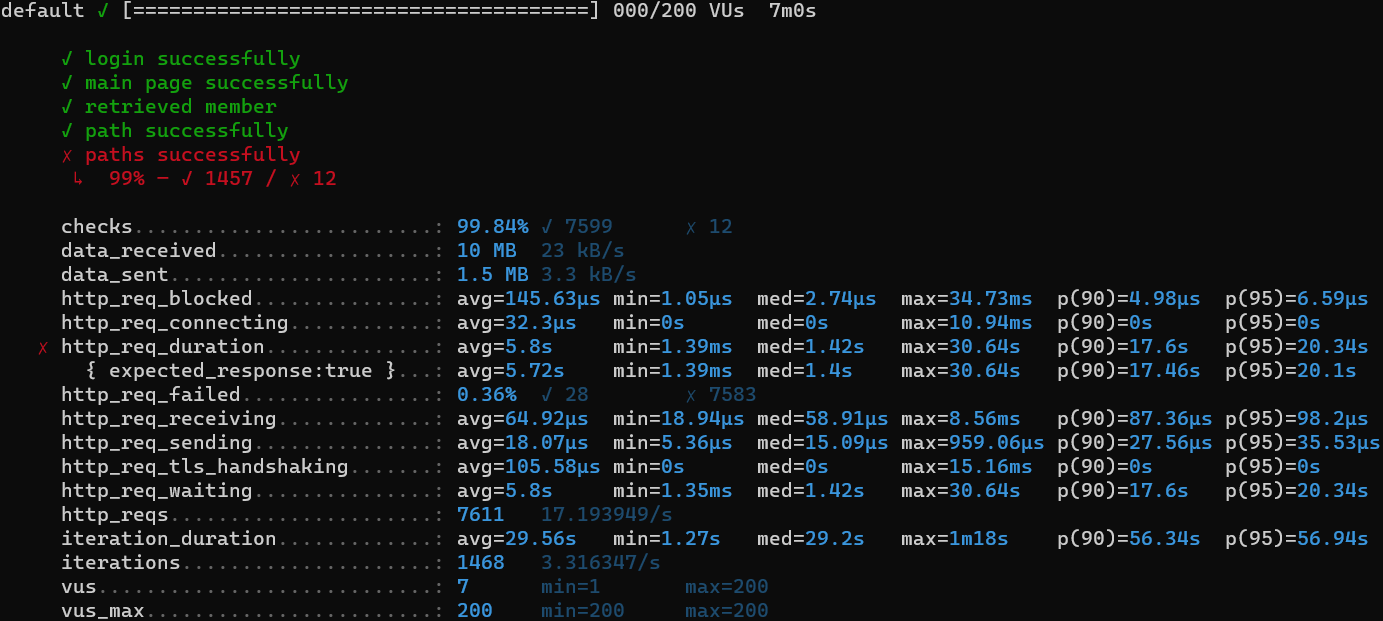 default ✓ [======================================] 000/200 VUs  7m0s
✓ login successfully
✓ main page successfully
✓ retrieved member
✓ path successfully
✗ paths successfully
↳  99% — ✓ 1457 / ✗ 12
checks.........................: 99.84% ✓ 7599      ✗ 12
data_received..................: 10 MB  23 kB/s
data_sent......................: 1.5 MB 3.3 kB/s
http_req_blocked...............: avg=145.63µs min=1.05µs  med=2.74µs  max=34.73ms  p(90)=4.98µs  p(95)=6.59µs
http_req_connecting............: avg=32.3µs   min=0s      med=0s      max=10.94ms  p(90)=0s      p(95)=0s
✗ http_req_duration..............: avg=5.8s     min=1.39ms  med=1.42s   max=30.64s   p(90)=17.6s   p(95)=20.34s
{ expected_response:true }...: avg=5.72s    min=1.39ms  med=1.4s    max=30.64s   p(90)=17.46s  p(95)=20.1s
http_req_failed................: 0.36%  ✓ 28        ✗ 7583
http_req_receiving.............: avg=64.92µs  min=18.94µs med=58.91µs max=8.56ms   p(90)=87.36µs p(95)=98.2µs
http_req_sending...............: avg=18.07µs  min=5.36µs  med=15.09µs max=959.06µs p(90)=27.56µs p(95)=35.53µs
http_req_tls_handshaking.......: avg=105.58µs min=0s      med=0s      max=15.16ms  p(90)=0s      p(95)=0s
http_req_waiting...............: avg=5.8s     min=1.35ms  med=1.42s   max=30.64s   p(90)=17.6s   p(95)=20.34s
http_reqs......................: 7611   17.193949/s
iteration_duration.............: avg=29.56s   min=1.27s   med=29.2s   max=1m18s    p(90)=56.34s  p(95)=56.94s
iterations.....................: 1468   3.316347/s
vus............................: 7      min=1       max=200
vus_max........................: 200    min=200     max=200